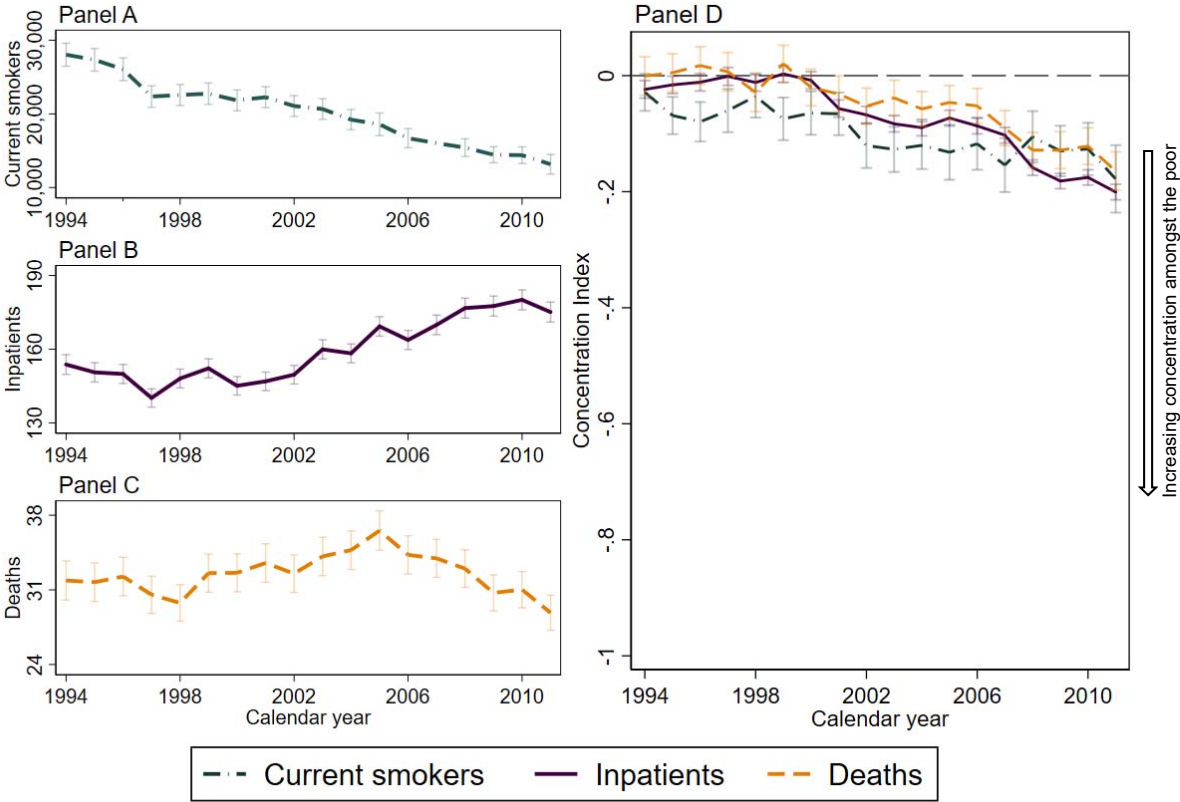 Panel A
Current smokers
30,000
20,000
10,000
1994 1998 2002 2006 2010
Panel B
Inpatients
190
160
130
1994 1998 2002 2006 2010
Panel C
Deaths
38
31
24
1994 1998 2002 2006 2010
Calendar year
Panel D
Concentration Index
0
-.2
-.4
-.6
-.8
-1
1994 1998 2002 2006 2010
Calendar year
Increasing concentration amongst the poor
Current smokers Inpatients Deaths